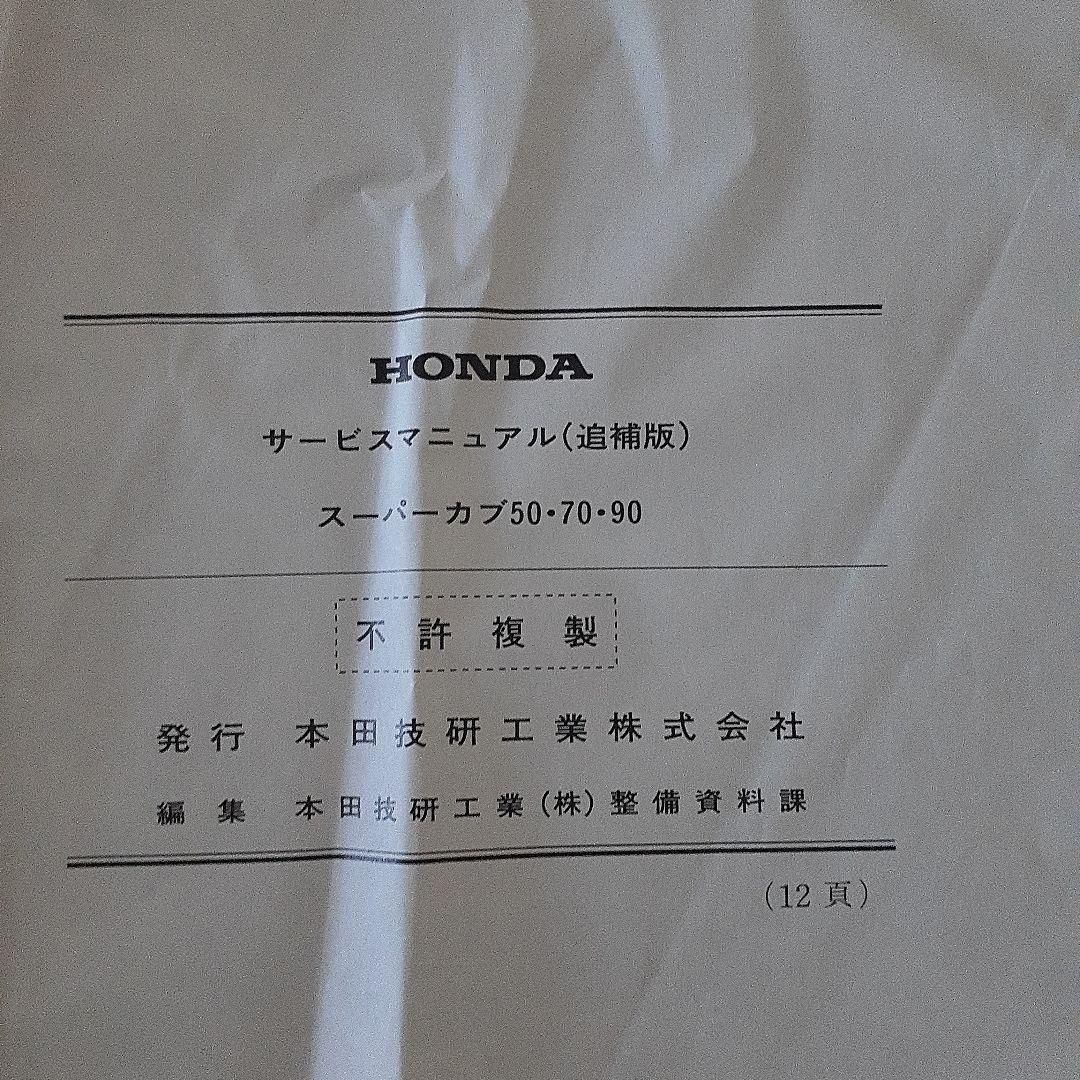 HONDA
サービスマニュアル(追補版)
スーパーカブ50・70・90
不許複製
発行 本田技研工業株式会社
編集 本田技研工業(株)整備資料課
(12 頁)